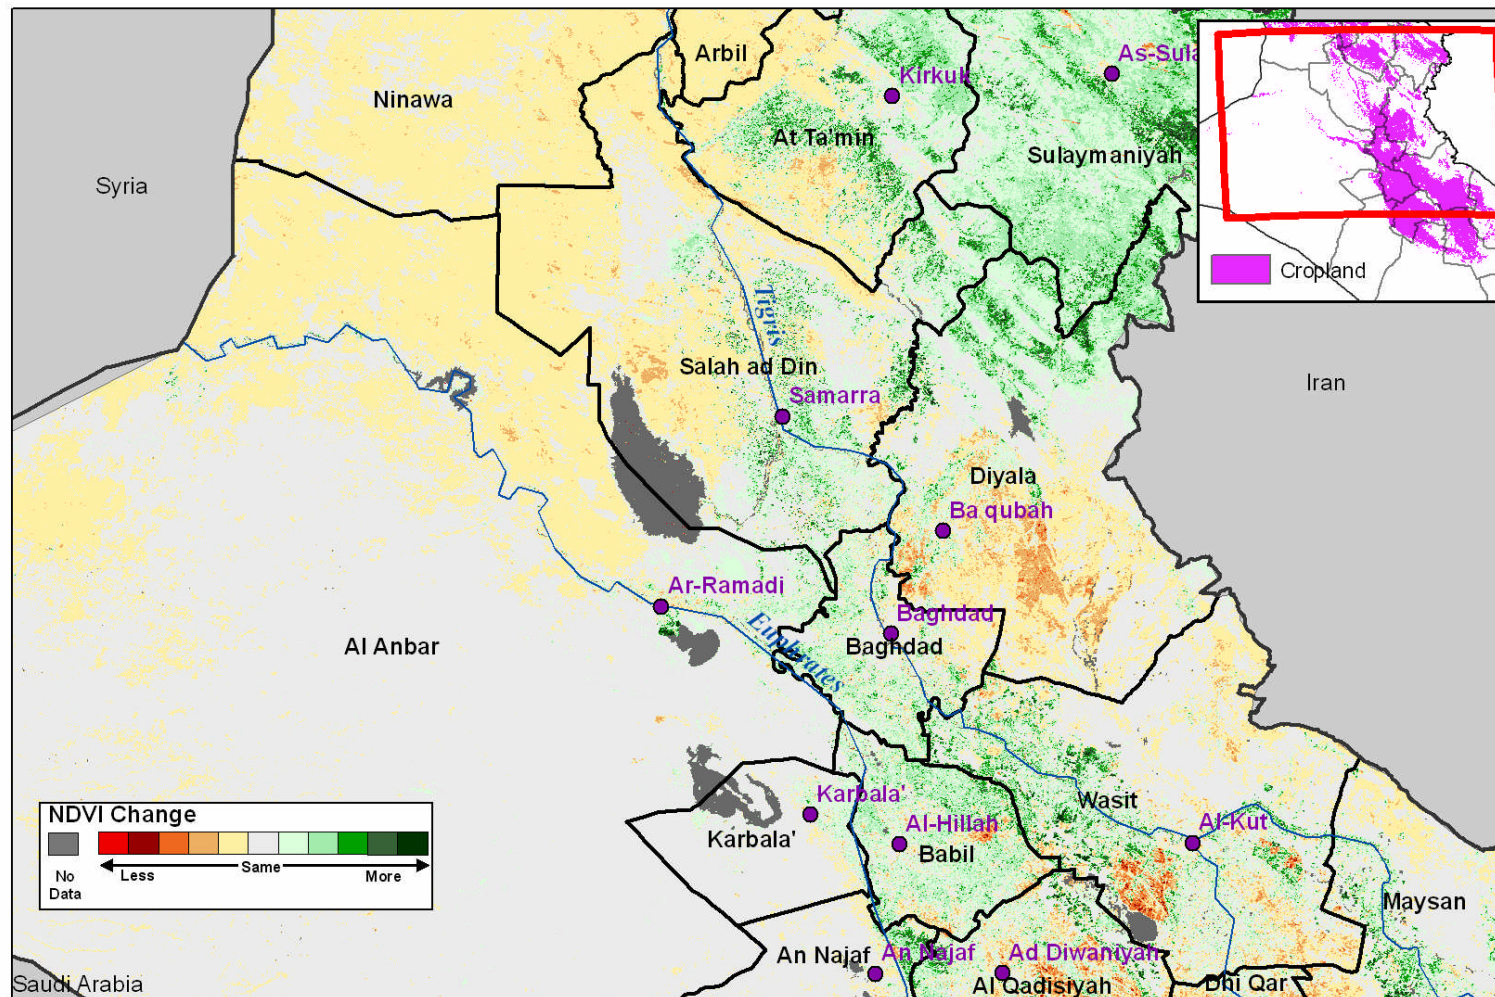 Arbil
Kirkuk
As-Sula
Ninawa
At Ta'min
Sulaymaniyah
Syria
Cropland
Tigris
Salah ad Din
Samarra
Iran
Diyala
Ba qubah
Ar-Ramadi
Euphrates
Baghdad
Baghdad
Al Anbar
Karbala'
Karbala'
Al-Hillah
Babil
Wasit
Al-Kut
Maysan
NDVI Change
No
Data
Less
Same
More
An Najaf
An Najaf
Ad Diwaniyah
Al Qadisiyah
Dhi Qar
Saudi Arabia